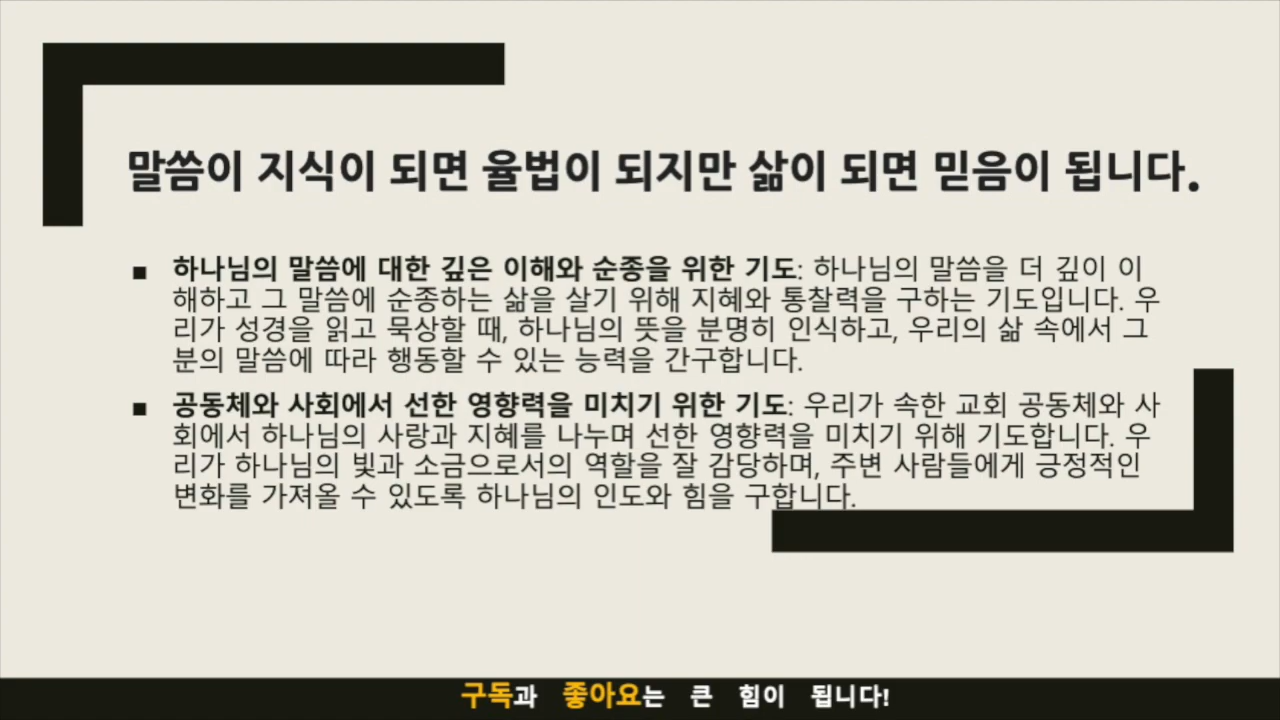 말씀이 지식이 되면 율법이 되지만 삶이 되면 믿음이 됩니다.
■ 하나님의 말씀에 대한 깊은 이해와 순종을 위한 기도: 하나님의 말씀을 더 깊이 이
해하고 그 말씀에 순종하는 삶을 살기 위해 지혜와 통찰력을 구하는 기도입니다. 우
리가 성경을 읽고 묵상할 때, 하나님의 뜻을 분명히 인식하고, 우리의 삶 속에서 그
분의 말씀에 따라 행동할 수 있는 능력을 간구합니다.
■ 공동체와 사회에서 선한 영향력을 미치기 위한 기도: 우리가 속한 교회 공동체와 사
회에서 하나님의 사랑과 지혜를 나누며 선한 영향력을 미치기 위해 기도합니다. 우
리가 하나님의 빛과 소금으로서의 역할을 잘 감당하며, 주변 사람들에게 긍정적인
변화를 가져올 수 있도록 하나님의 인도와 힘을 구합니다.
구독과 좋아요는 큰 힘이 됩니다!